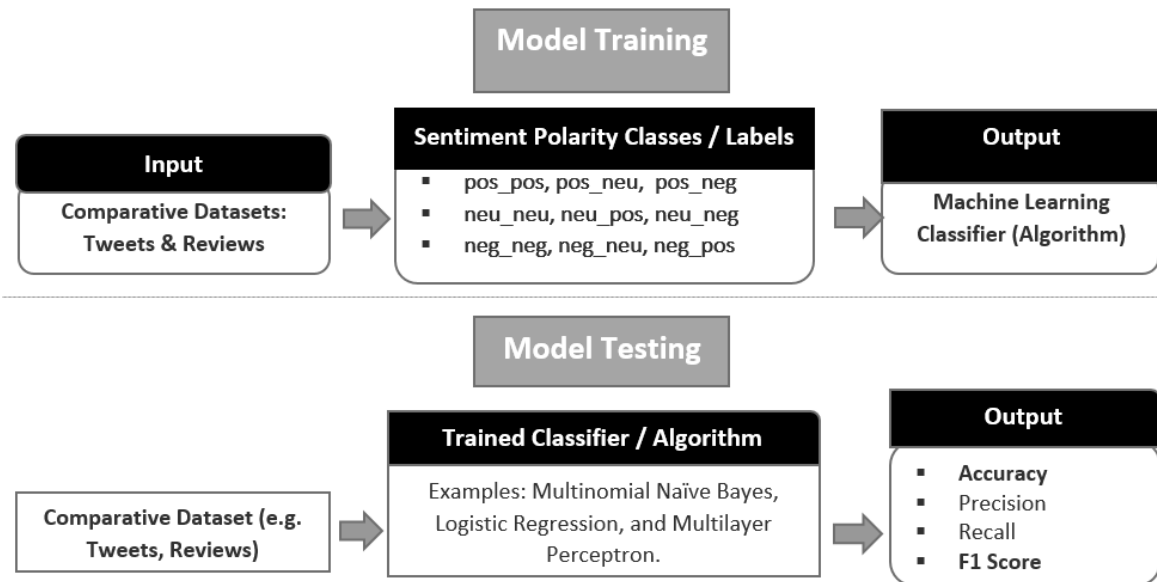 Model Training
Input
Comparative Datasets:
Tweets & Reviews
Sentiment Polarity Classes / Labels
▪ pos_pos, pos_neu, pos_neg
▪ neu_neu, neu_pos, neu_neg
▪ neg_neg, neg_neu, neg_pos
Output
Machine Learning
Classifier (Algorithm)
Model Testing
Comparative Dataset (e.g.
Tweets, Reviews)
Trained Classifier / Algorithm
Examples: Multinomial Naïve Bayes,
Logistic Regression, and Multilayer
Perceptron.
Output
▪ Accuracy
▪ Precision
▪ Recall
▪ F1 Score